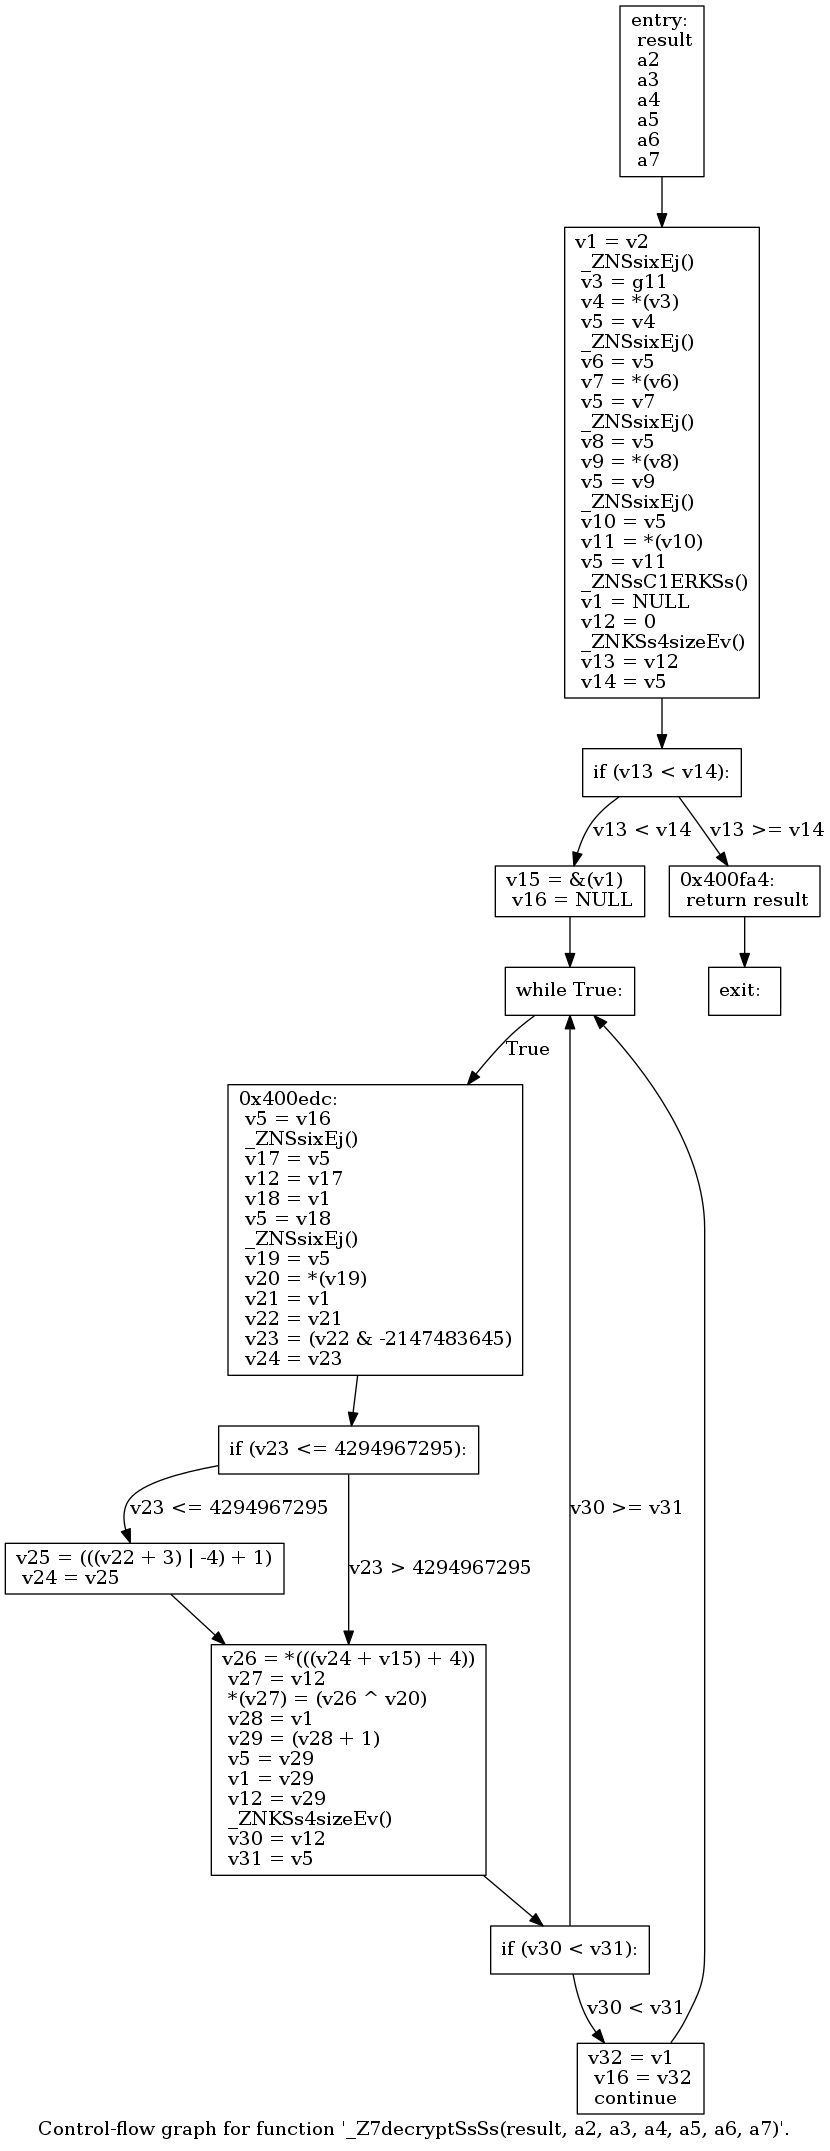 entry:
result
a2
a3
a4
a5
a6
a7
v1 = v2
_ZNSsixEj()
v3 = g11
v4 = *(v3)
v5 = v4
_ZNSsixEj()
v6 = v5
v7 = *(v6)
v5 = v7
_ZNSsixEj()
v8 = v5
v9 = *(v8)
v5 = v9
_ZNSsixEj()
v10 = v5
v11 = *(v10)
v5 = v11
_ZNSsC1ERKSs()
v1 = NULL
v12 = 0
_ZNKSs4sizeEv()
v13 = v12
v14 = v5
if (v13 < v14):
v13 < v14
v13 >= v14
v15 = &(v1)
v16 = NULL
0x400fa4:
return result
while True:
exit:
True
0x400edc:
v5 = v16
_ZNSsixEj()
v17 = v5
v12 = v17
v18 = v1
v5 = v18
_ZNSsixEj()
v19 = v5
v20 = *(v19)
v21 = v1
v22 = v21
v23 = (v22 & -2147483645)
v24 = v23
if (v23 <= 4294967295):
v23 <= 4294967295
v30 >= v31
v25 = (((v22 + 3) | -4) + 1)
v24 = v25
v23 > 4294967295
v26 = *(((v24 + v15) + 4))
v27 = v12
*(v27) = (v26 ^ v20)
v28 = v1
v29 = (v28 + 1)
v5 = v29
v1 = v29
v12 = v29
_ZNKSs4sizeEv()
v30 = v12
v31 = v5
if (v30 < v31):
v30 < v31
v32 = v1
v16 = v32
continue
Control-flow graph for function '_Z7decryptSsSs(result, a2, a3, a4, a5, a6, a7)'.